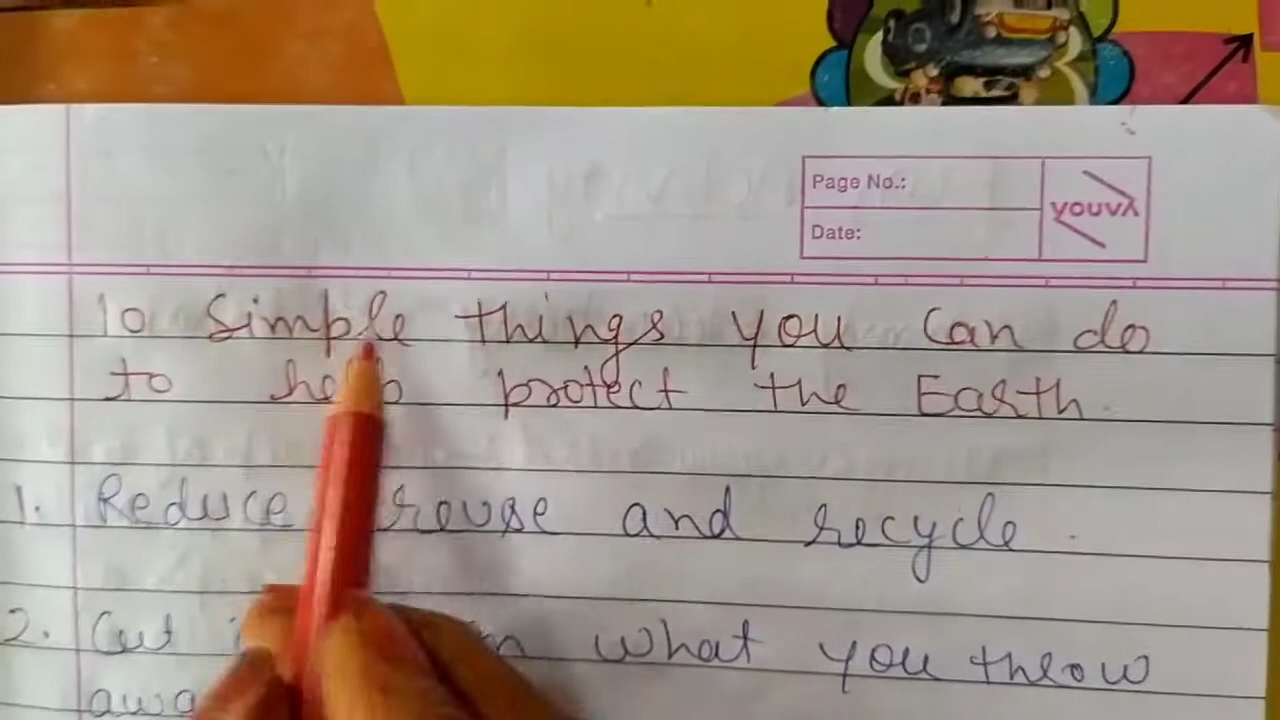 Page No.:
youva
Date:
10 Simple things you can do
to help protect the Earth.
1. Reduce reuse and recycle.
2. Cut what you throw